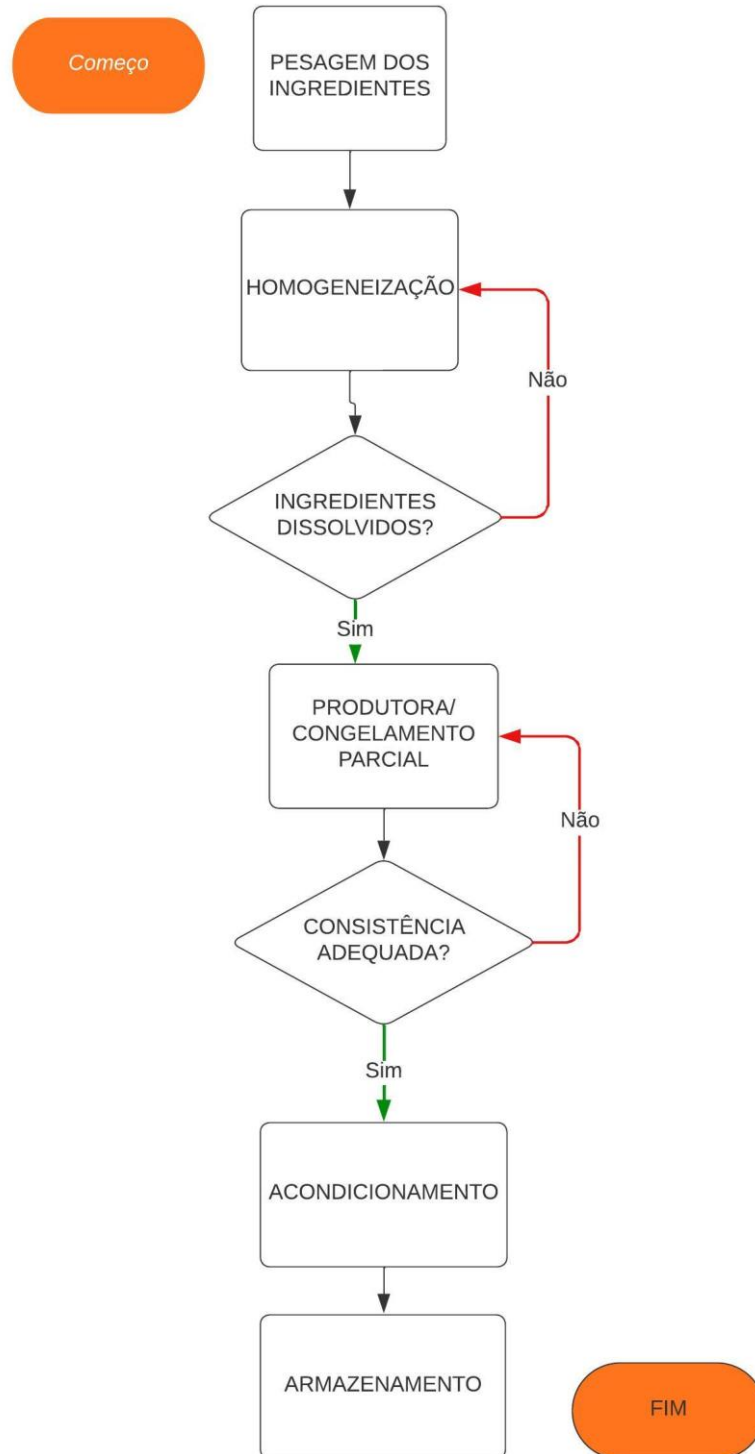 Começo
PESAGEM DOS
INGREDIENTES
HOMOGENEIZAÇÃO
Não
INGREDIENTES
DISSOLVIDOS?
Sim
PRODUTORA/
CONGELAMENTO
PARCIAL
Não
CONSISTÊNCIA
ADEQUADA?
Sim
ACONDICIONAMENTO
ARMAZENAMENTO
FIM